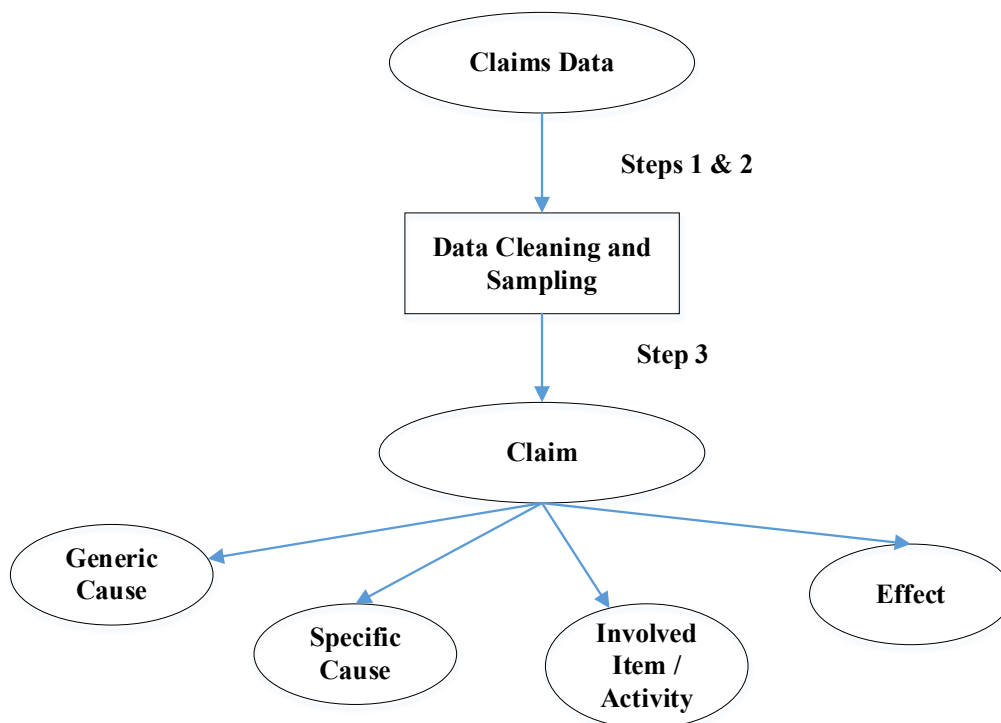 Claims Data
Steps 1 & 2
Data Cleaning and
Sampling
Step 3
Claim
Generic
Cause
Specific
Cause
Involved
Item /
Activity
Effect